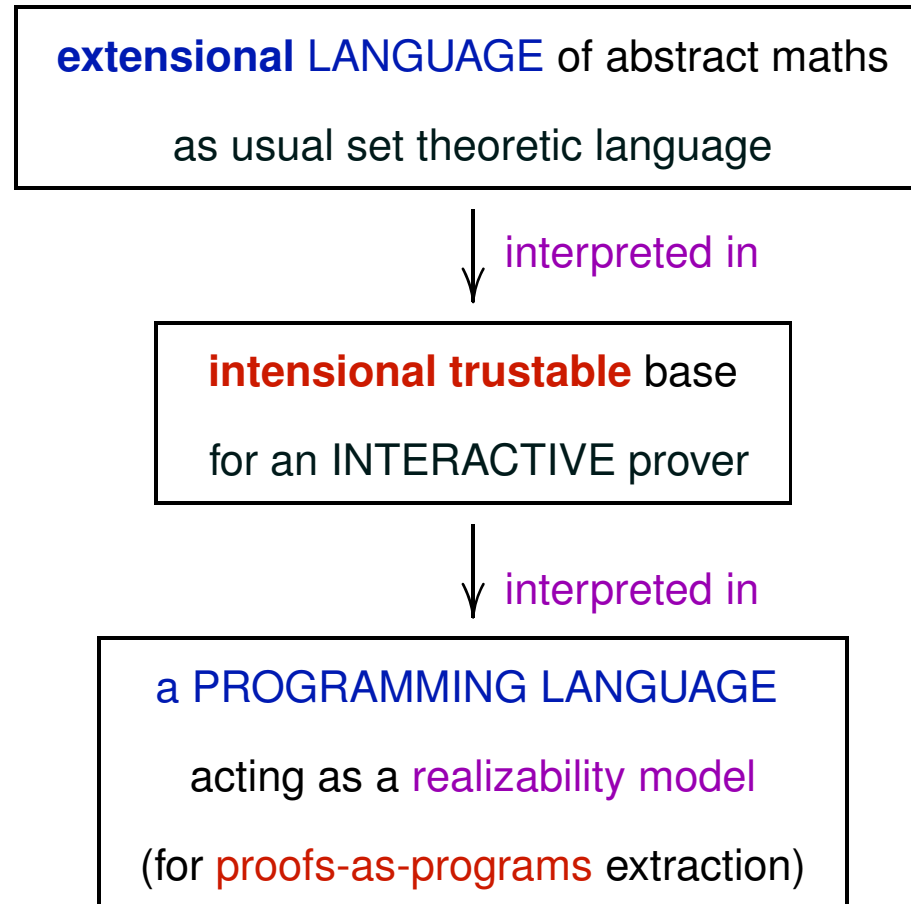 extensional LANGUAGE of abstract maths
as usual set theoretic language
interpreted in
intensional trustable base
for an INTERACTIVE prover
interpreted in
a PROGRAMMING LANGUAGE
acting as a realizability model
(for proofs-as-programs extraction)